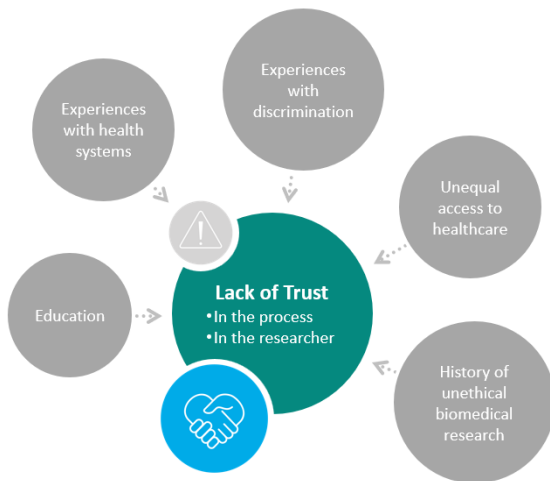 Experiences
with
discrimination
Experiences
with health
systems
Unequal
access to
healthcare
Lack of Trust
•In the process
•In the researcher
Education
History of
unethical
biomedical
research